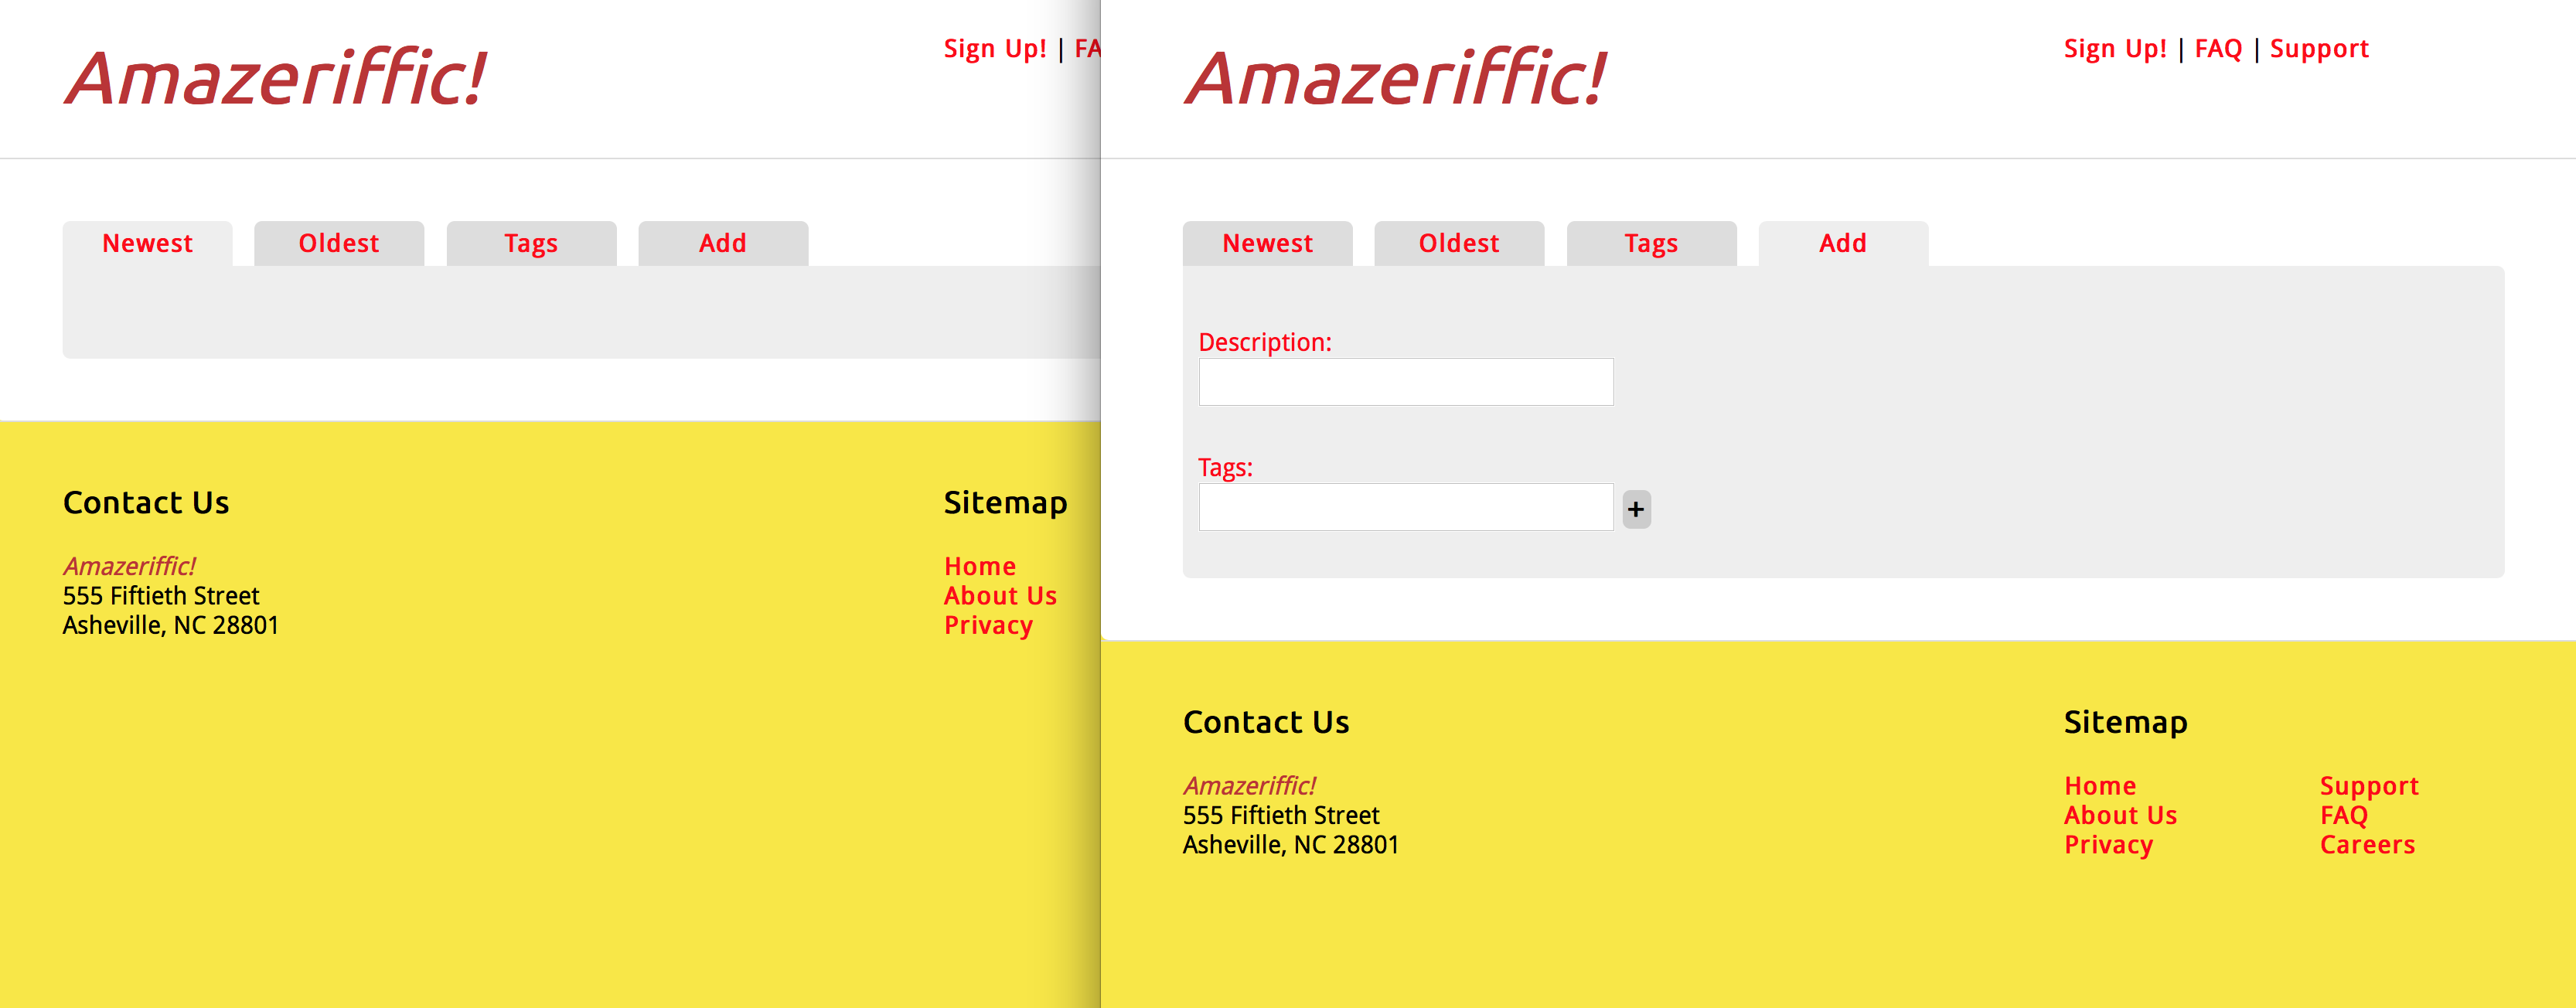 Amazeriffic!
Sign Up! | FA
Newest
Oldest
Tags
Add
Contact Us
Amazeriffic!
555 Fiftieth Street
Asheville, NC 28801
Sitemap
Home
About Us
Privacy
Amazeriffic!
Sign Up! | FAQ | Support
Newest
Oldest
Tags
Add
Description:
Tags:
+
Contact Us
Amazeriffic!
555 Fiftieth Street
Asheville, NC 28801
Sitemap
Home
About Us
Privacy
Support
FAQ
Careers